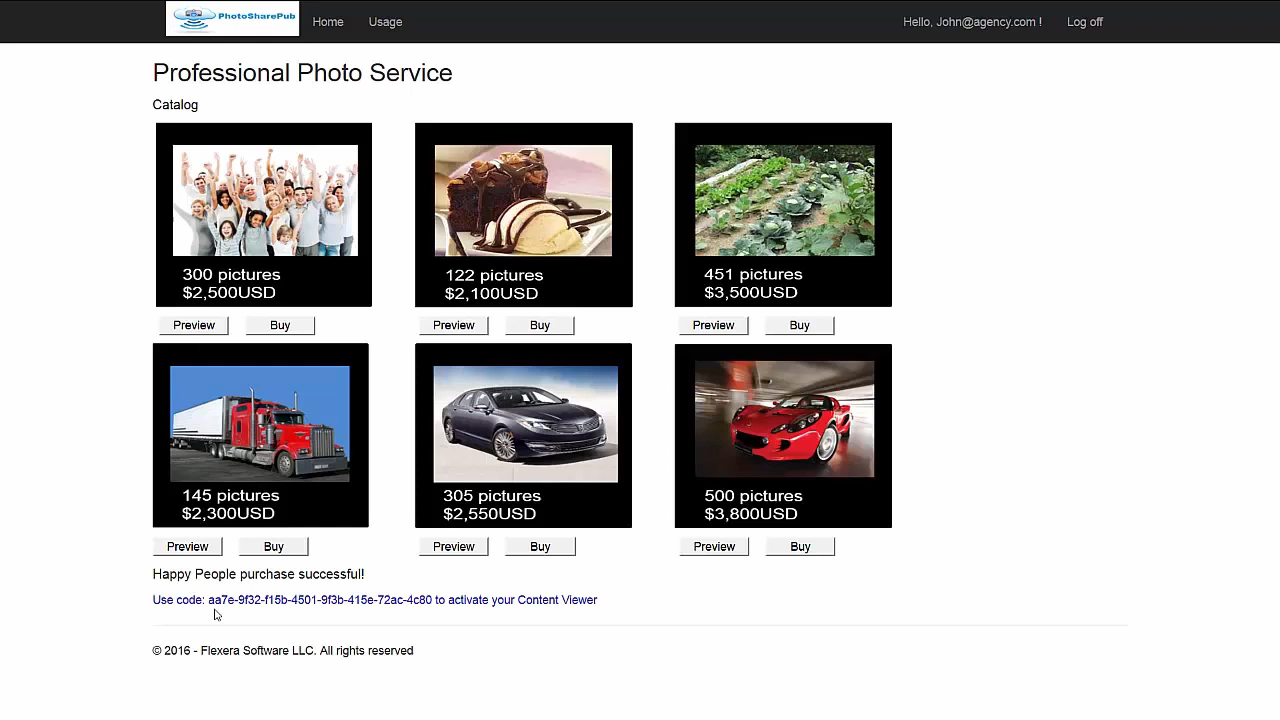 PhotoSharePub
Home
Usage
Hello, John@agency.com !
Log off
Professional Photo Service
Catalog
300 pictures
$2,500USD
122 pictures
$2,100USD
451 pictures
$3,500USD
Preview
Buy
Preview
Buy
Preview
Buy
145 pictures
$2,300USD
305 pictures
$2,550USD
500 pictures
$3,800USD
Preview
Buy
Preview
Buy
Preview
Buy
Happy People purchase successful!
Use code: aa7e-9f32-f15b-4501-9f3b-415e-72ac-4c80 to activate your Content Viewer
© 2016 - Flexera Software LLC. All rights reserved